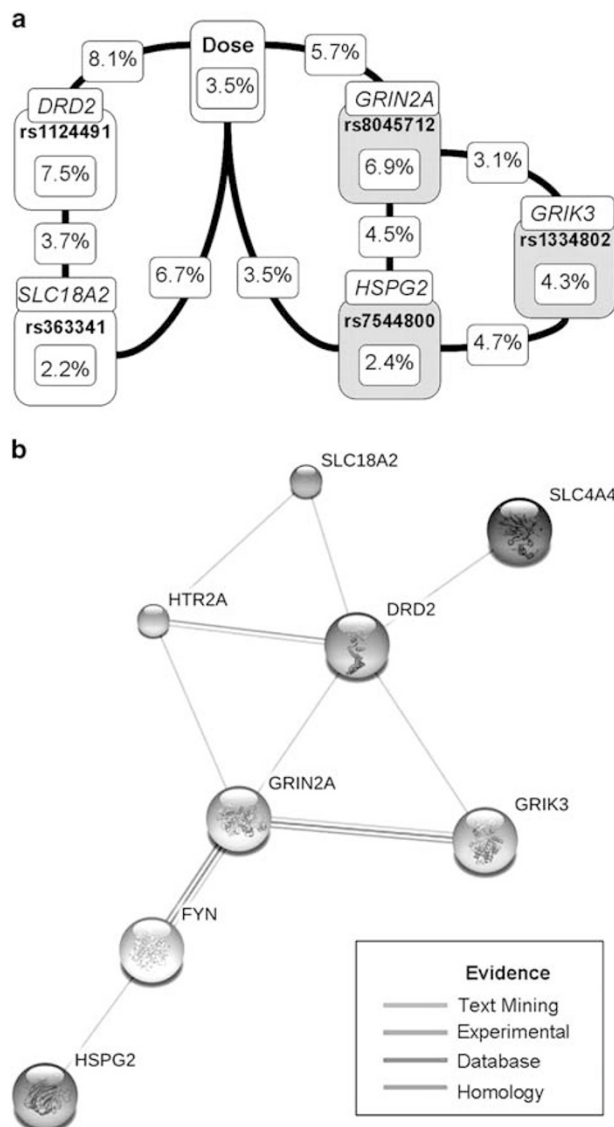 a
8.1%
Dose
5.7%
3.5%
DRD2
rs1124491
7.5%
GRIN2A
rs8045712
6.9%
3.1%
GRIK3
rs1334802
4.3%
3.7%
6.7%
3.5%
4.5%
SLC18A2
rs363341
2.2%
HSPG2
rs7544800
2.4%
4.7%
b
SLC18A2
SLC4A4
HTR2A
DRD2
GRIN2A
GRIK3
FYN
HSPG2
Evidence
Text Mining
Experimental
Database
Homology